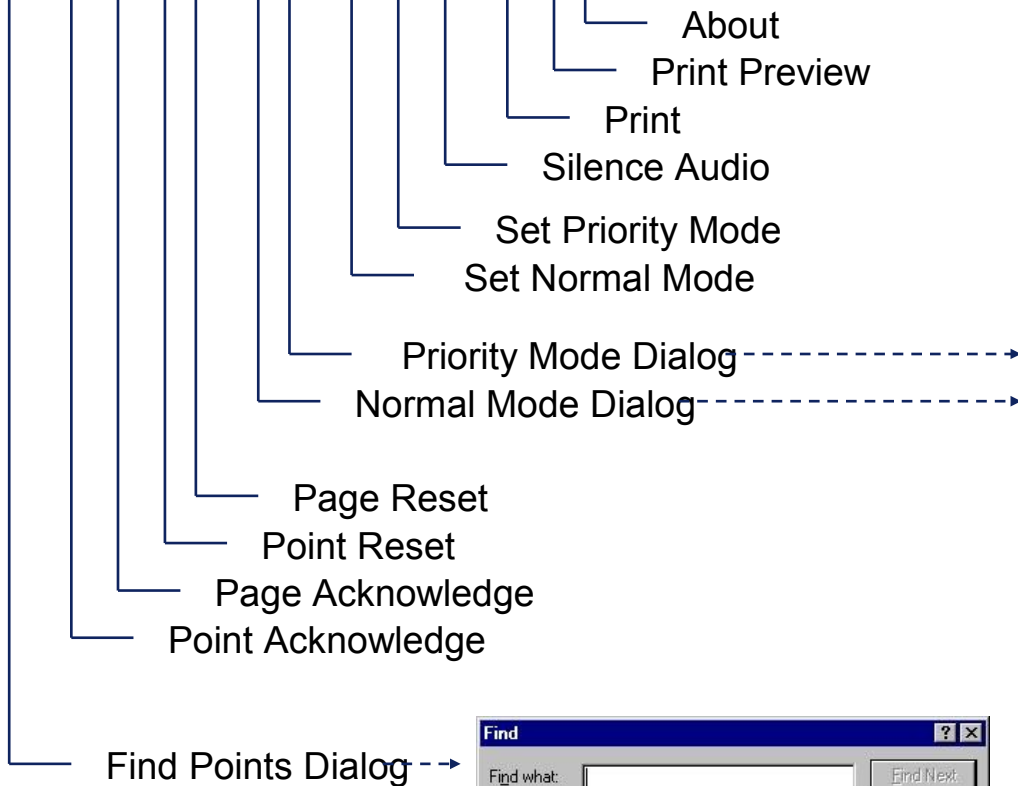 About
Print Preview
Print
Silence Audio
Set Priority Mode
Set Normal Mode
Priority Mode Dialog
Normal Mode Dialog
Page Reset
Point Reset
Page Acknowledge
Point Acknowledge
Find Points Dialog
Find ? ×
Find what: Find Next